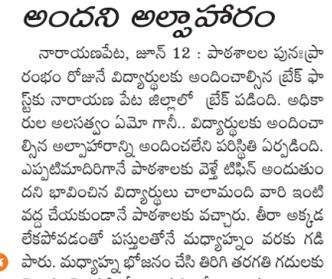 అందని అల్పాహారం
నారాయణపేట, జూన్ 12 : పాఠశాలల పునఃప్రా
రంభం రోజునే విద్యార్థులకు అందించాల్సిన బ్రేక్ ఫా
స్ట్‌కు నారాయణ పేట జిల్లాలో బ్రేక్ పడింది. అధికా
రుల అలసత్వం ఏమో గానీ.. విద్యార్థులకు అందించా
ల్సిన అల్పాహారాన్ని అందించలేని పరిస్థితి ఏర్పడింది.
ఎప్పటిమాదిరిగానే పాఠశాలకు వెళ్తే టిఫిన్ అందుతుం
దని భావించిన విద్యార్థులు చాలామంది వారి ఇంటి
వద్ద చేయకుండానే పాఠశాలకు వచ్చారు. తీరా అక్కడ
లేకపోవడంతో పస్తులతోనే మధ్యాహ్నం వరకు గడి
పారు. మధ్యాహ్న భోజనం చేసి తిరిగి తరగతి గదులకు